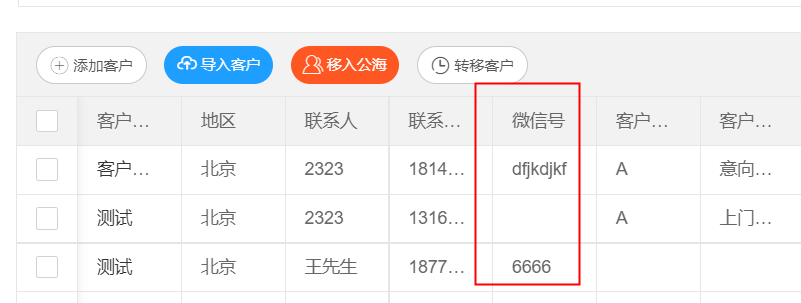 添加客户 导入客户 移入公海 转移客户
客户... 地区 联系人 联系... 微信号 客户... 客户...
客户... 北京 2323 1814... dfjkdjkf A 意向...
测试 北京 2323 1316... A 上门...
测试 北京 王先生 1877... 6666